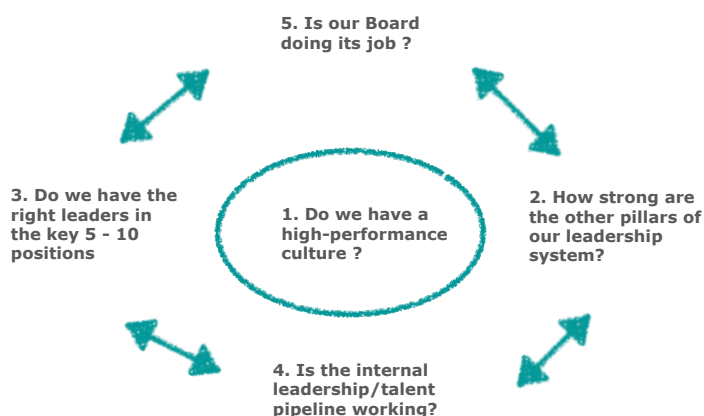 5. Is our Board
doing its job ?
3. Do we have the
right leaders in
the key 5 - 10
positions
1. Do we have a
high-performance
culture ?
2. How strong are
the other pillars of
our leadership
system?
4. Is the internal
leadership/talent
pipeline working?